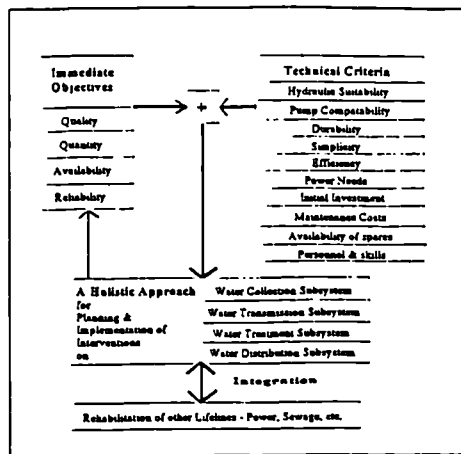 Immediate
Objectives
Quality
Quantity
Availability
Reliability
+
Technical Criteria
Hydraulic Suitability
Pump Compatability
Durability
Simplicity
Efficiency
Power Needs
Initial Investment
Maintenance Costs
Availability of spares
Personnel & skills
A Holistic Approach
for
Planning &
Implementation of
Interventions
on
Water Collection Subsystem
Water Transmission Subsystem
Water Treatment Subsystem
Water Distribution Subsystem
Integration
Rehabilitation of other Lifelines - Power, Sewage, etc.